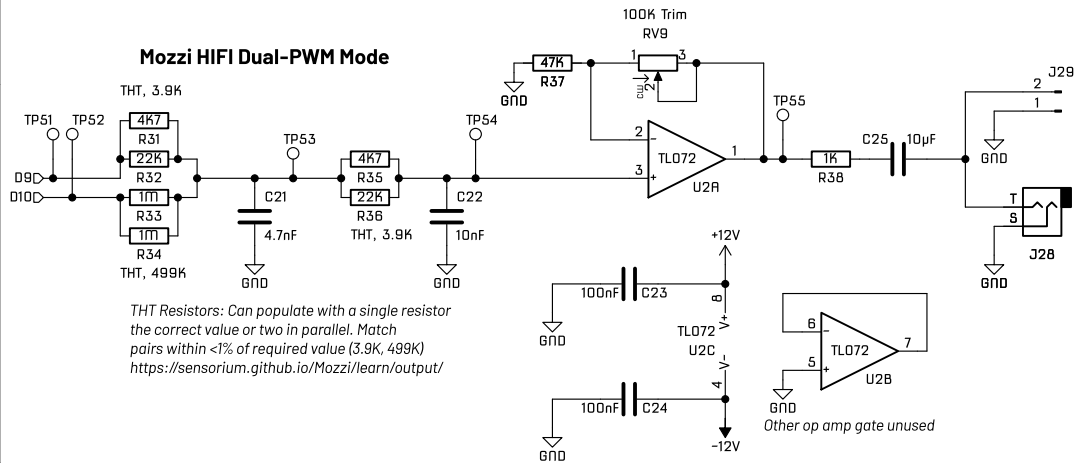 100K Trim
RV9
Mozzi HIFI Dual-PWM Mode
1
3
47K
R37
GND
CW
2
J29
2
1
THT, 3.9K
TP51
TP52
4K7
R31
22K
R32
D9
D10
1M
R33
1M
R34
THT, 499K
TP53
C21
4.7nF
GND
4K7
R35
22K
R36
THT, 3.9K
TP54
C22
10nF
GND
2
−
3
+
TL072
1
U2A
TP55
1K
R38
C25
10µF
GND
T
S
J28
GND
THT Resistors: Can populate with a single resistor
the correct value or two in parallel. Match
pairs within <1% of required value (3.9K, 499K)
https://sensorium.github.io/Mozzi/learn/output/
+12V
100nF
C23
GND
8
V+
TL072
U2C
V−
4
100nF
C24
GND
−12V
6
−
5
+
TL072
7
U2B
GND
Other op amp gate unused